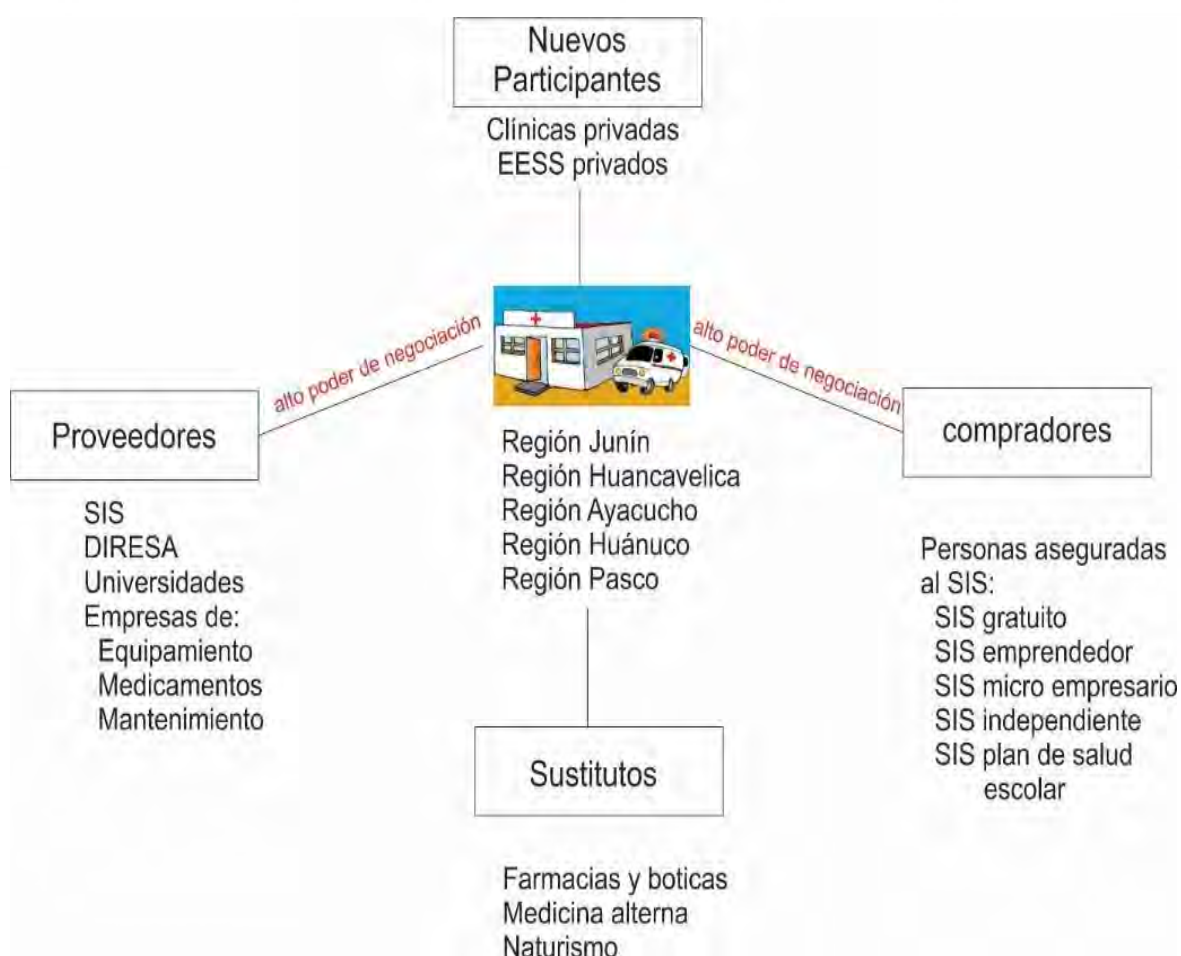 Nuevos
Participantes
Clínicas privadas
EESS privados
alto poder de negociación
alto poder de negociación
Proveedores
SIS
DIRESA
Universidades
Empresas de:
Equipamiento
Medicamentos
Mantenimiento
Región Junín
Región Huancavelica
Región Ayacucho
Región Huánuco
Región Pasco
compradores
Personas aseguradas
al SIS:
SIS gratuito
SIS emprendedor
SIS micro empresario
SIS independiente
SIS plan de salud
escolar
Sustitutos
Farmacias y boticas
Medicina alterna
Naturismo